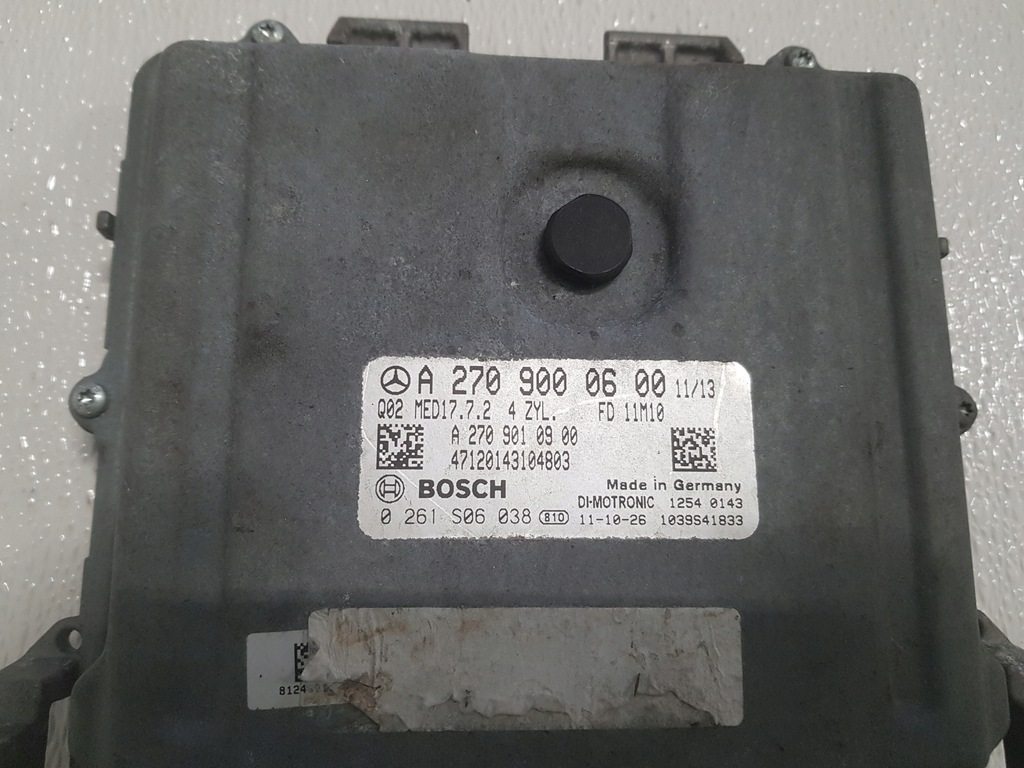 A 270 900 06 00 11/13
Q02 MED17.7.2 4 ZYL. FD 11M10
A 270 901 09 00
47120143104803
Made in Germany
BOSCH DI-MOTRONIC 1254 0143
0 261 S06 038 810 11-10-26 1039S41833